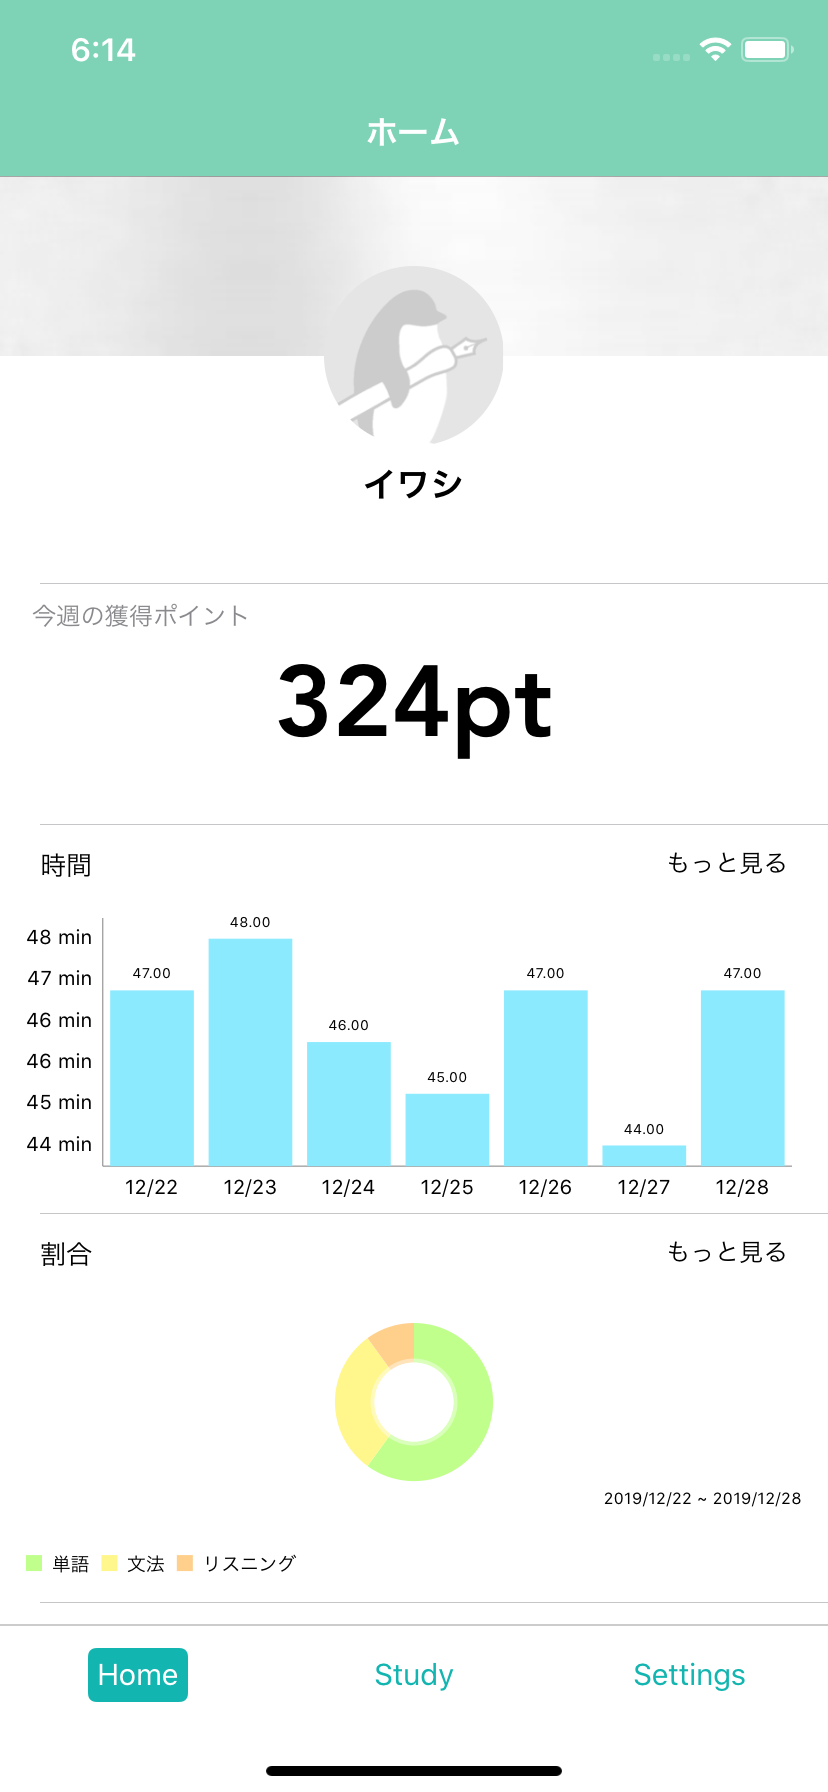 6:14
ホーム
イワシ
今週の獲得ポイント
324pt
時間 もっと見る
48 min
47 min
46 min
46 min
45 min
44 min
47.00 48.00 46.00 45.00 47.00 44.00 47.00
12/22 12/23 12/24 12/25 12/26 12/27 12/28
割合 もっと見る
2019/12/22 ~ 2019/12/28
単語 文法 リスニング
Home Study Settings